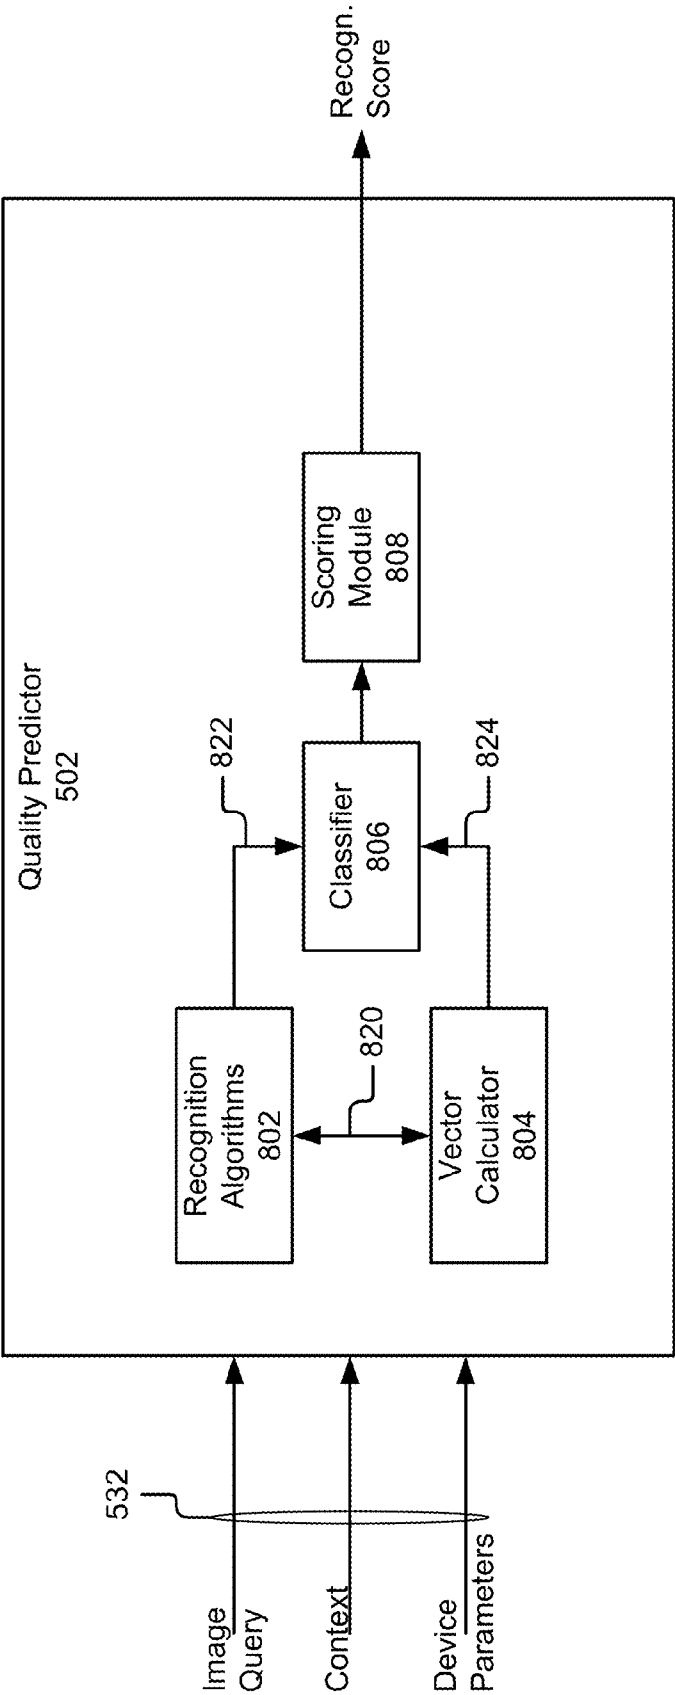 Quality Predictor
502
Image
Query
Context
Device
Parameters
532
Recognition
Algorithms
802
820
Vector
Calculator
804
822
Classifier
806
824
Scoring
Module
808
Recogn.
Score